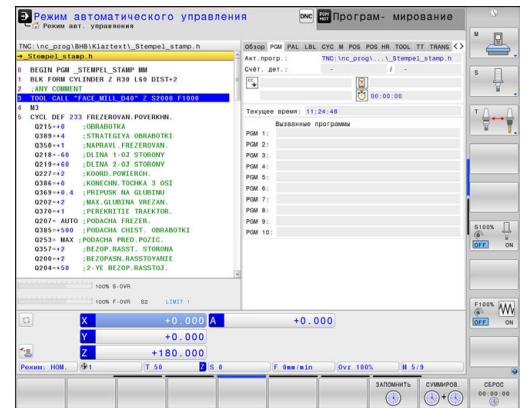 Режим автоматического управления
Режим авт. управления
DNC
Програм- мирование
TNC:\nc_prog\BHB\Klartext\_Stempel_stamp.h
→_Stempel_stamp.h
0 BEGIN PGM _STEMPEL_STAMP MM
1 BLK FORM CYLINDER Z R30 L60 DIST+2
2 ;ANY COMMENT
3 TOOL CALL "FACE_MILL_D40" Z S2000 F1000
4 M3
5 CYCL DEF 233 FREZEROVAN.POVERKHN.
Q215=+0 ;OBRABOTKA
Q389=+4 ;STRATEGIYA OBRABOTKI
Q350=+1 ;NAPRAVL.FREZEROVAN.
Q218=-60 ;DLINA 1-OJ STORONY
Q219=+60 ;DLINA 2-OJ STORONY
Q227=+2 ;KOORD.POWIERCH.
Q386=+0 ;KONECHN.TOCHKA 3 OSI
Q369=+0.4 ;PRIPUSK NA GLUBINU
Q202=+2 ;MAX.GLUBINA VREZAN.
Q370=+1 ;PEREKRITIE TRAEKTOR.
Q207= AUTO ;PODACHA FREZER.
Q385=+500 ;PODACHA CHIST. OBRABOTKI
Q253= MAX ;PODACHA PRED.POZIC.
Q357=+2 ;BEZOP.RASST. STORONA
Q200=+2 ;BEZOPASN.RASSTOYANIE
Q204=+50 ;2-YE BEZOP.RASSTOJ.
Обзор PGM PAL LBL CYC M POS POS HR TOOL TT TRANS
Акт.прогр.: TNC:\nc_prog\...\_Stempel_stamp.h
Счёт. дет.: - / -
00:00:00
Текущее время: 11:24:48
Вызванные программы
PGM 1:
PGM 2:
PGM 3:
PGM 4:
PGM 5:
PGM 6:
PGM 7:
PGM 8:
PGM 9:
PGM 10:
100% S-OVR
100% F-OVR S2 LIMIT 1
X +0.000 A +0.000
Y +0.000
Z +180.000
Режим: НОМ. 1 T 50 Z S 0 F 0mm/min Ovr 100% M 5/9
M
S
T
S100%
OFF ON
F100%
OFF ON
ЗАПОМНИТЬ
СУММИРОВ.
СБРОС
00:00:00